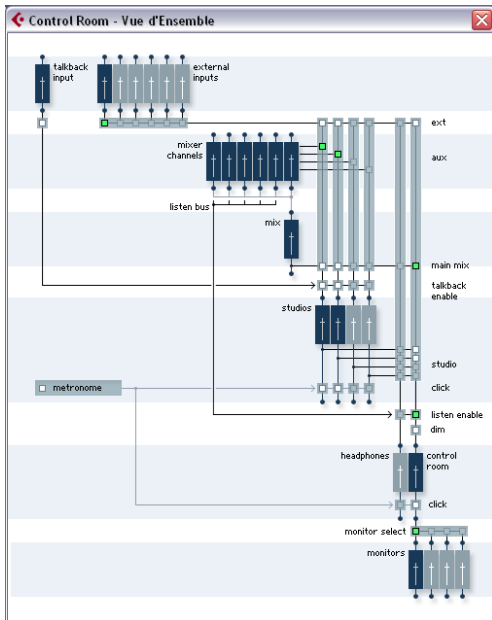 Control Room - Vue d'Ensemble
talkback
input
external
inputs
ext
mixer
channels
aux
listen bus
mix
main mix
talkback
enable
studios
studio
metronome
click
listen enable
dim
headphones
control
room
click
monitor select
monitors